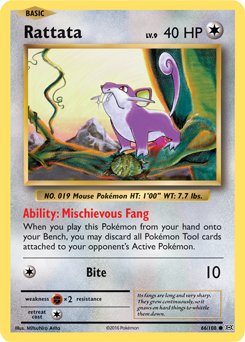 BASIC
Rattata LV.9 40 HP
NO. 019 Mouse Pokémon HT: 1'00" WT: 7.7 lbs.
Ability: Mischievous Fang
When you play this Pokémon from your hand onto
your Bench, you may discard all Pokémon Tool cards
attached to your opponent's Active Pokémon.
Bite 10
weakness ×2 resistance
retreat
cost
Its fangs are long and very sharp.
They grow continuously, so it
gnaws on hard things to whittle
them down.
Illus. Mitsuhiro Arita ©2016 Pokémon 66/108